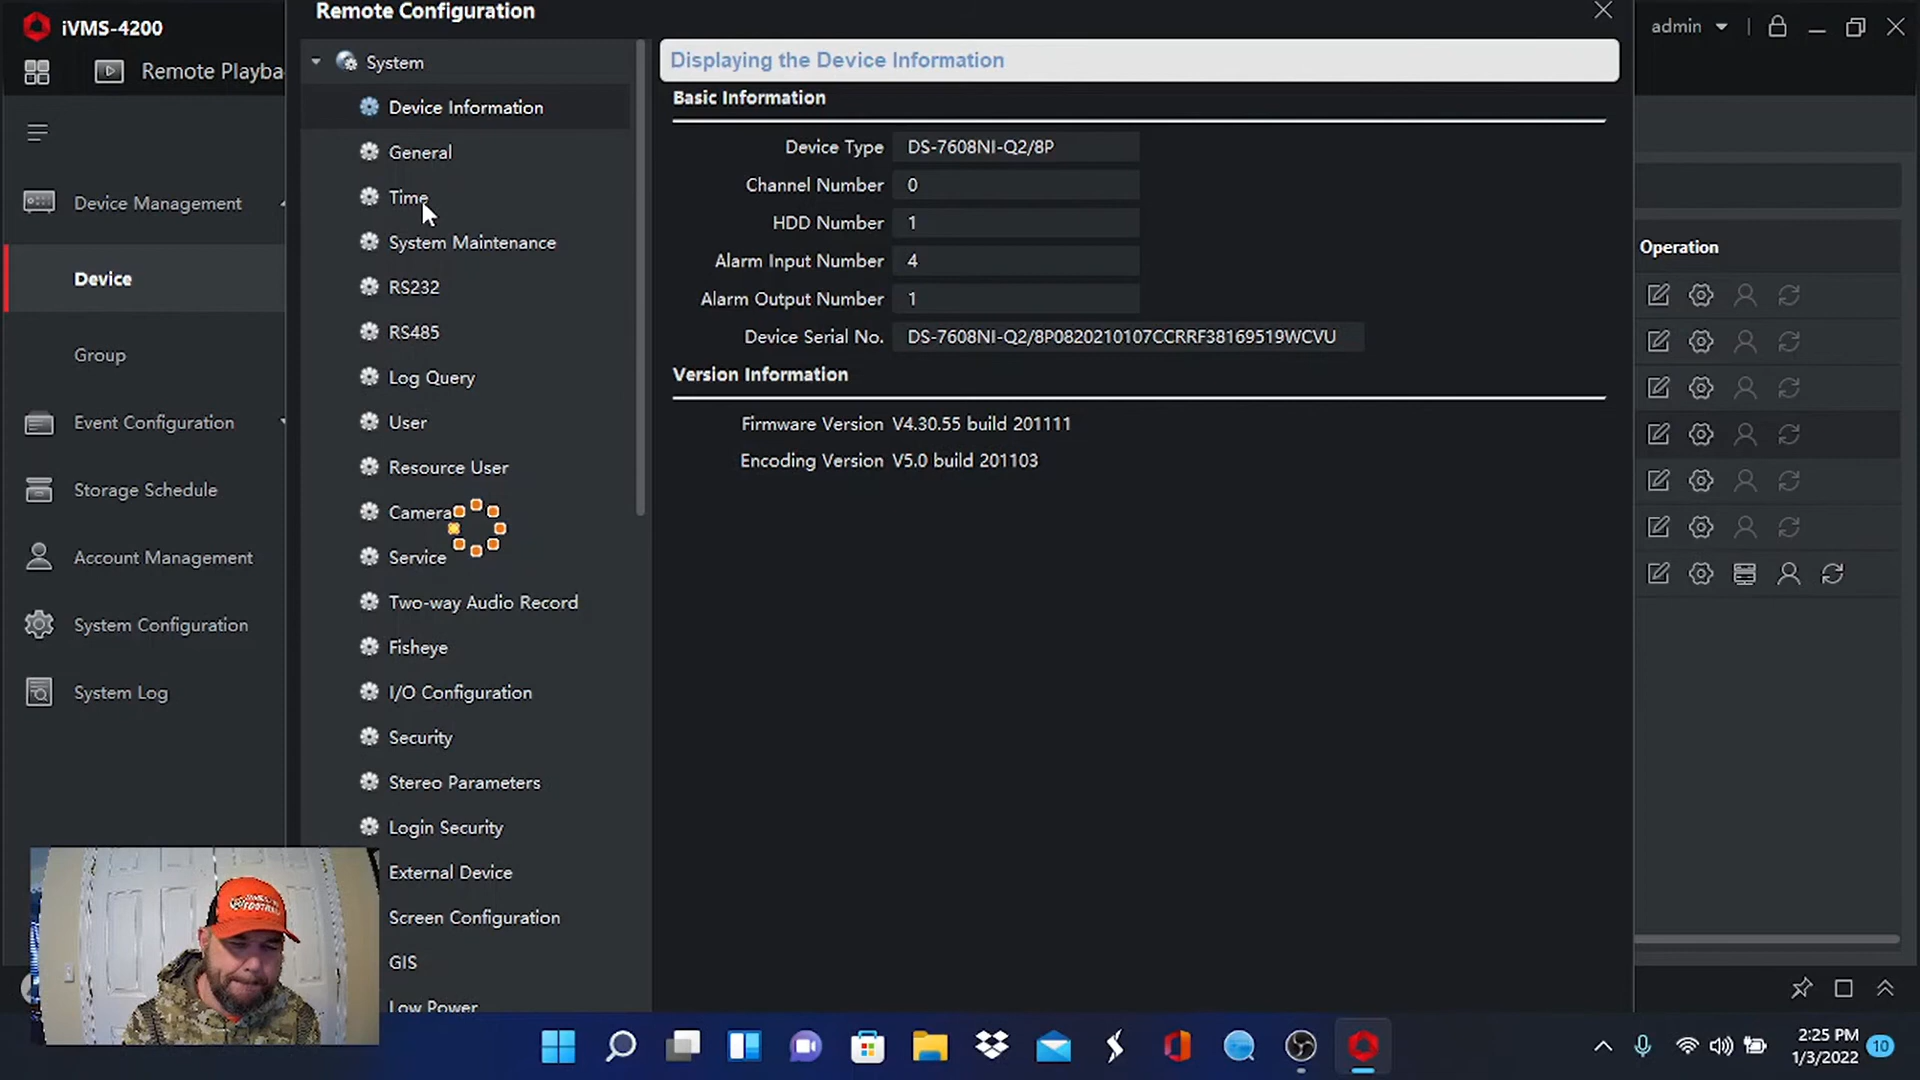 iVMS-4200
Remote Configuration
admin
Remote Playba
System
Displaying the Device Information
Device Information
Basic Information
General
Device Type DS-7608NI-Q2/8P
Device Management
Time
Channel Number 0
System Maintenance
HDD Number 1
Operation
Device
RS232
Alarm Input Number 4
Alarm Output Number 1
RS485
Device Serial No. DS-7608NI-Q2/8P0820210107CCRRF38169519WCVU
Group
Log Query
Version Information
Event Configuration
User
Firmware Version V4.30.55 build 201111
Resource User
Encoding Version V5.0 build 201103
Storage Schedule
Camera
Account Management
Service
Two-way Audio Record
System Configuration
Fisheye
System Log
I/O Configuration
Security
Stereo Parameters
Login Security
External Device
Screen Configuration
GIS
Low Power
2:25 PM
1/3/2022
10